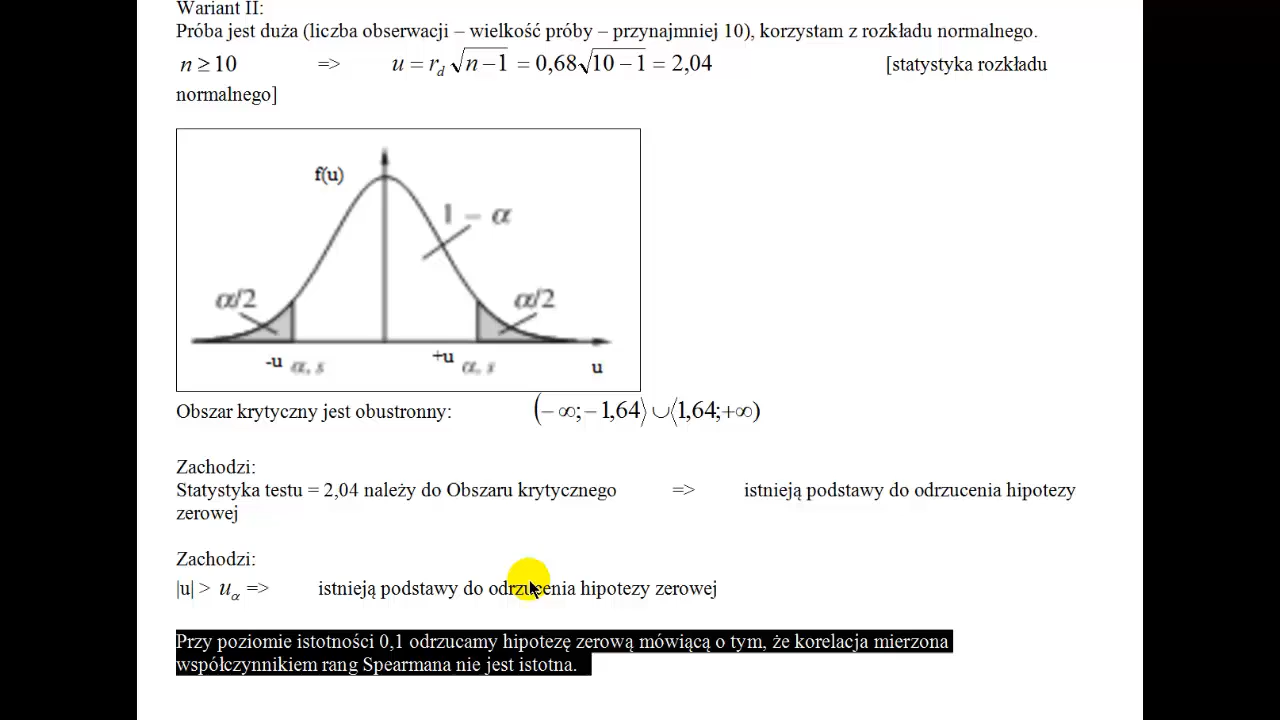 Wariant II:
Próba jest duża (liczba obserwacji – wielkość próby – przynajmniej 10), korzystam z rozkładu normalnego.
n ≥ 10 => u = r_d √(n−1) = 0,68√(10−1) = 2,04 [statystyka rozkładu
normalnego]
f(u)
1 − α
α/2 α/2
-u α, s +u α, s u
Obszar krytyczny jest obustronny: (−∞;−1,64⟩∪⟨1,64;+∞)
Zachodzi:
Statystyka testu = 2,04 należy do Obszaru krytycznego => istnieją podstawy do odrzucenia hipotezy
zerowej
Zachodzi:
|u| > u_α => istnieją podstawy do odrzucenia hipotezy zerowej
Przy poziomie istotności 0,1 odrzucamy hipotezę zerową mówiącą o tym, że korelacja mierzona
współczynnikiem rang Spearmana nie jest istotna.